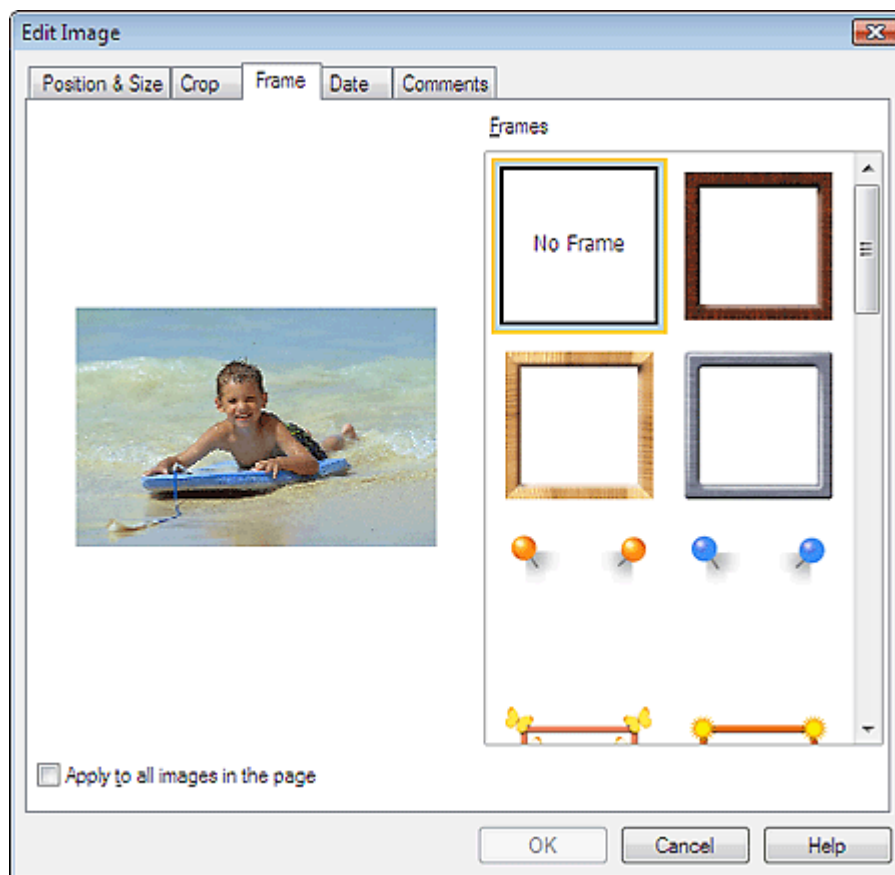 Edit Image
Position & Size Crop Frame Date Comments
Frames
No Frame
Apply to all images in the page
OK Cancel Help